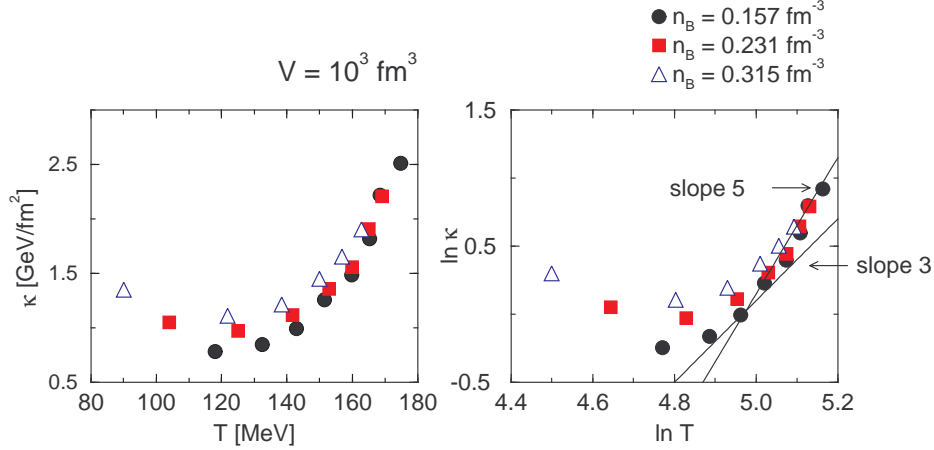 n_B = 0.157 fm^-3
n_B = 0.231 fm^-3
n_B = 0.315 fm^-3
V = 10^3 fm^3
κ [GeV/fm^2]
2.5
1.5
0.5
80 100 120 140 160 180
T [MeV]
ln κ
1.5
0.5
-0.5
slope 5
slope 3
4.4 4.6 4.8 5.0 5.2
ln T